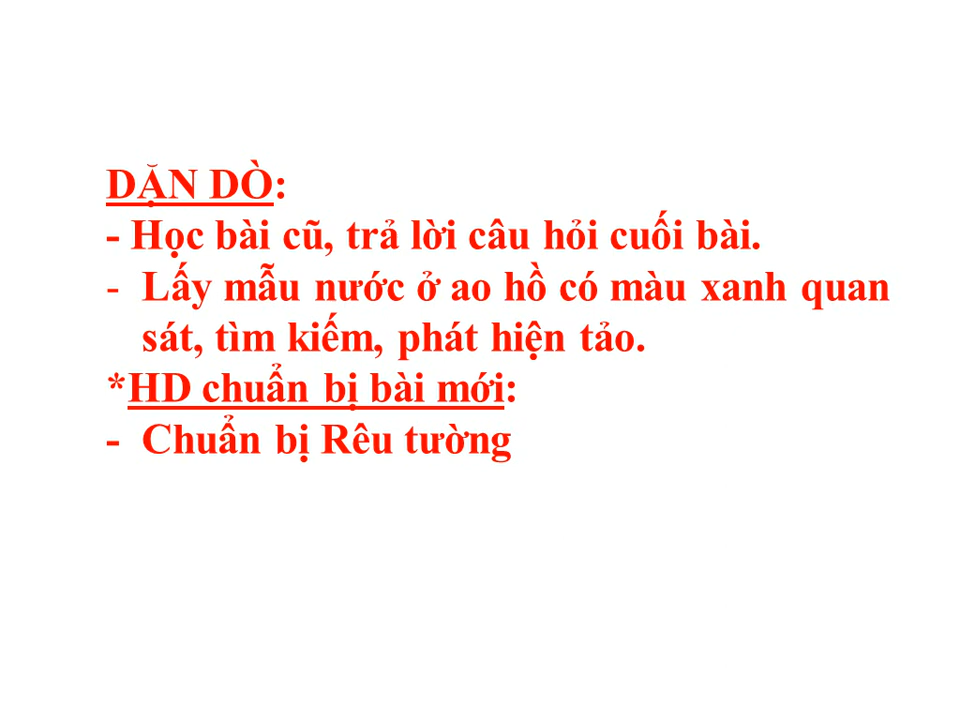 DẶN DÒ:
- Học bài cũ, trả lời câu hỏi cuối bài.
- Lấy mẫu nước ở ao hồ có màu xanh quan
sát, tìm kiếm, phát hiện tảo.
*HD chuẩn bị bài mới:
- Chuẩn bị Rêu tường